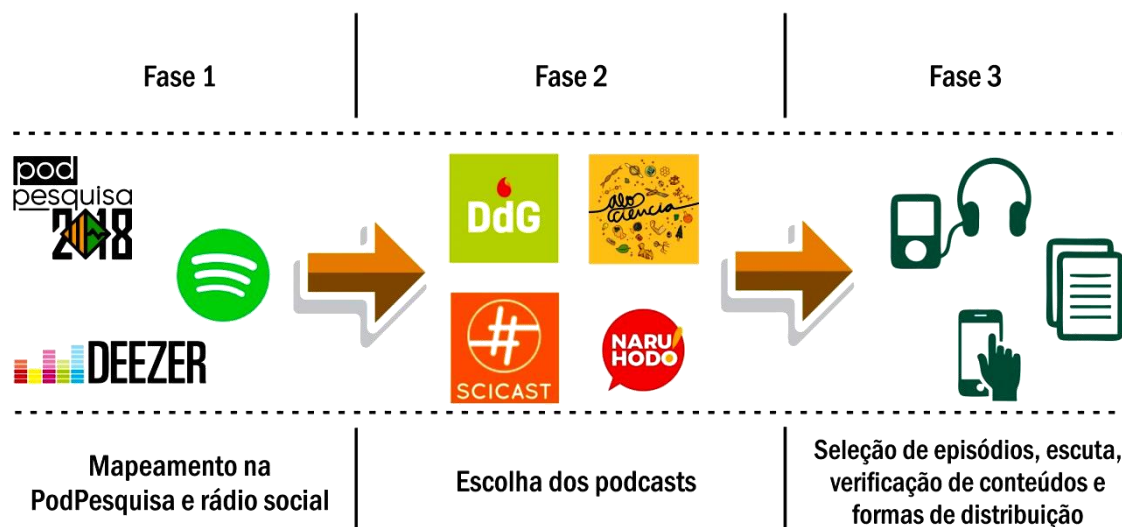 Fase 1
Fase 2
Fase 3
pod
pesquisa
2018
DEEZER
DdG
alô
ciência
SCICAST
NARU
HODO
Mapeamento na
PodPesquisa e rádio social
Escolha dos podcasts
Seleção de episódios, escuta,
verificação de conteúdos e
formas de distribuição